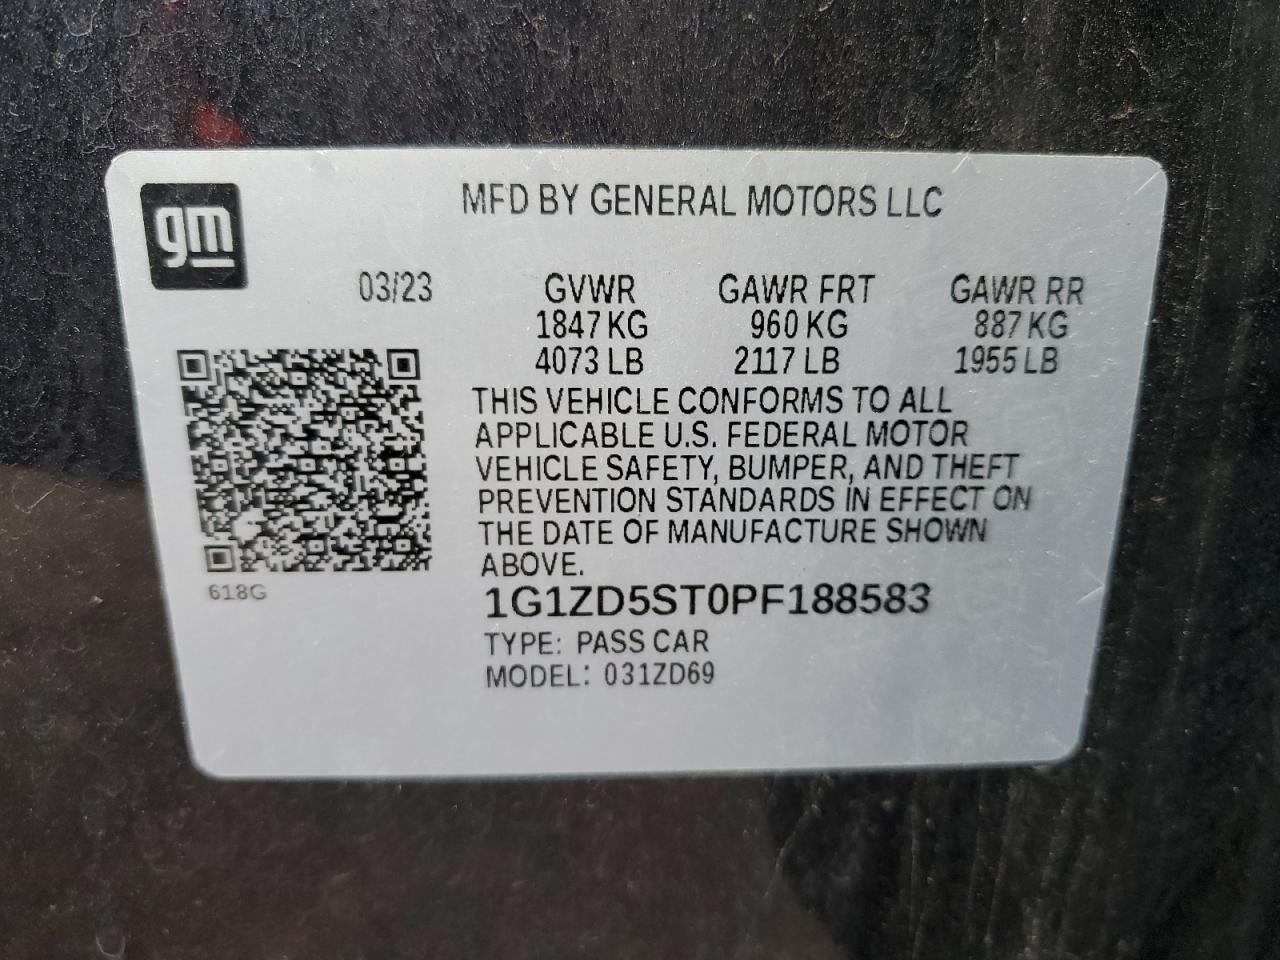 gm
MFD BY GENERAL MOTORS LLC
03/23 GVWR GAWR FRT GAWR RR
1847 KG 960 KG 887 KG
4073 LB 2117 LB 1955 LB
THIS VEHICLE CONFORMS TO ALL
APPLICABLE U.S. FEDERAL MOTOR
VEHICLE SAFETY, BUMPER, AND THEFT
PREVENTION STANDARDS IN EFFECT ON
THE DATE OF MANUFACTURE SHOWN
ABOVE.
618G
1G1ZD5ST0PF188583
TYPE: PASS CAR
MODEL: 031ZD69